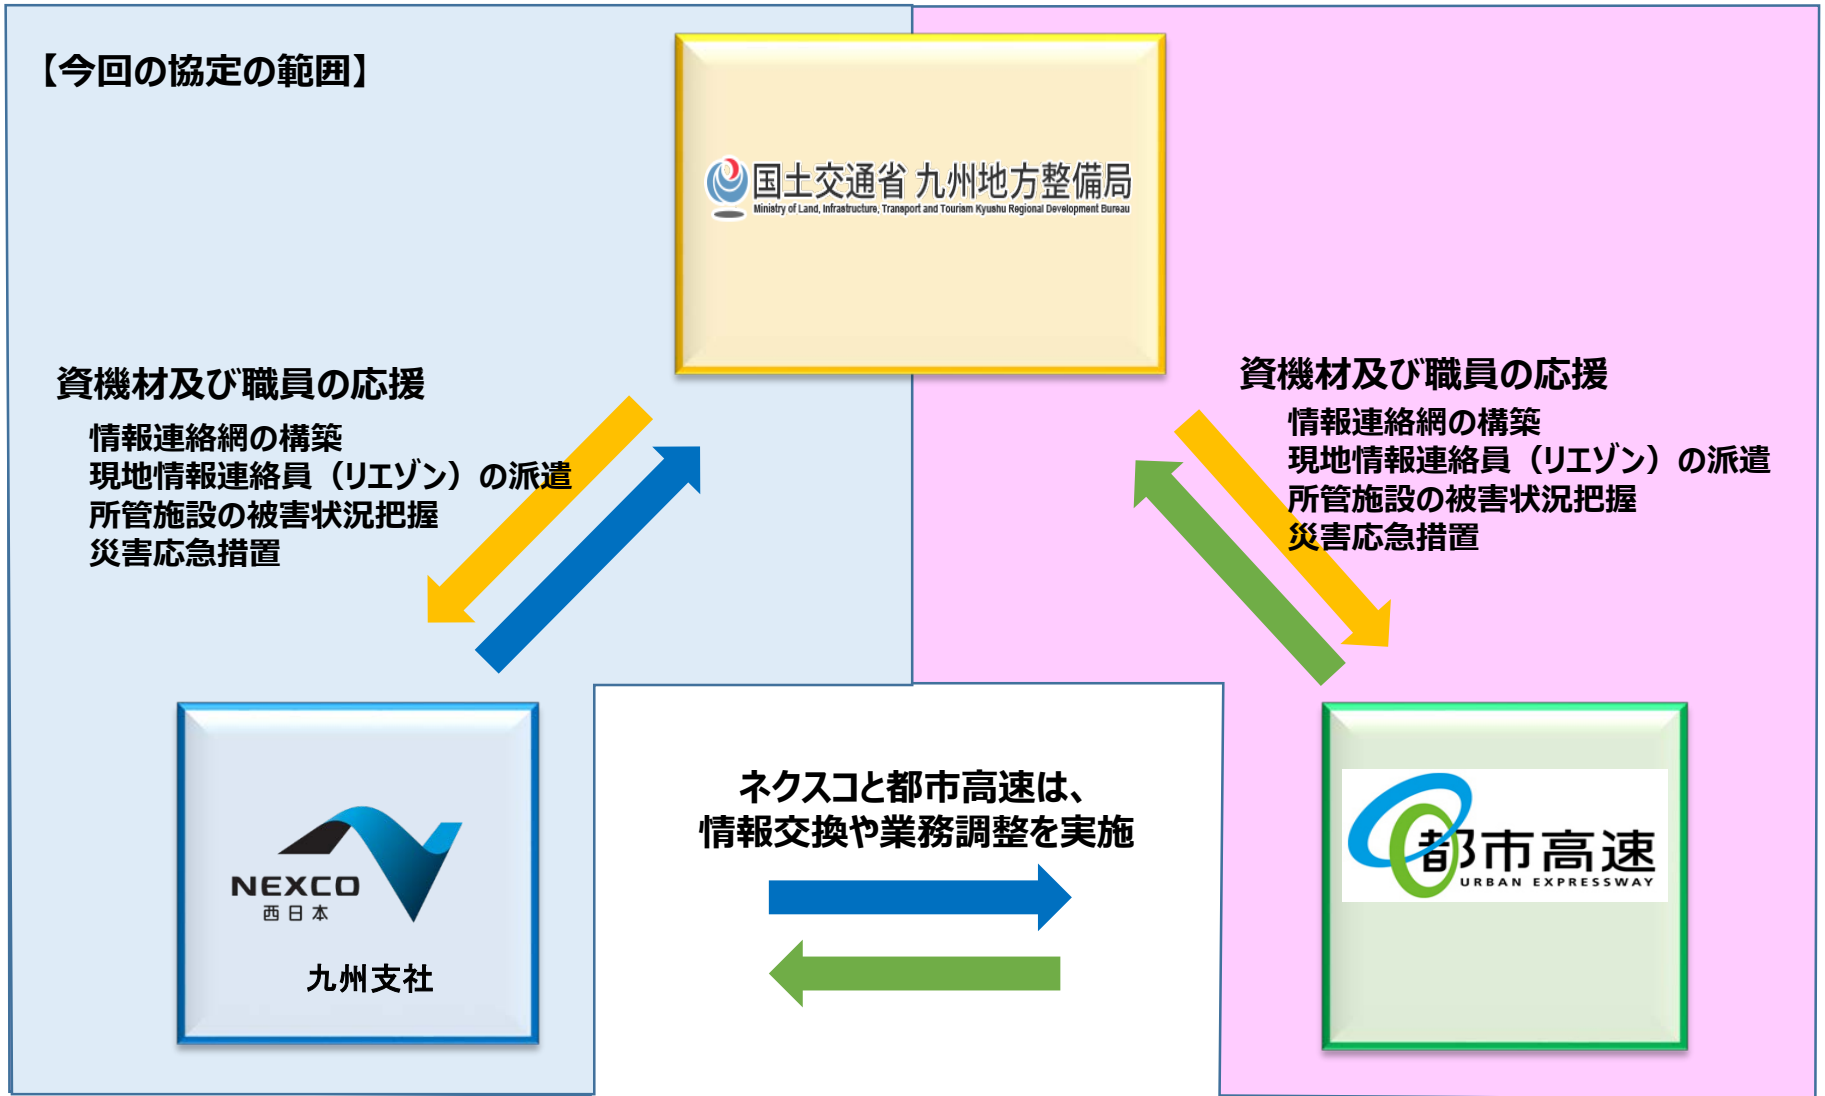 【今回の協定の範囲】
国土交通省 九州地方整備局
Ministry of Land, Infrastructure, Transport and Tourism Kyushu Regional Development Bureau
資機材及び職員の応援
情報連絡網の構築
現地情報連絡員（リエゾン）の派遣
所管施設の被害状況把握
災害応急措置
資機材及び職員の応援
情報連絡網の構築
現地情報連絡員（リエゾン）の派遣
所管施設の被害状況把握
災害応急措置
NEXCO
西日本
九州支社
ネクスコと都市高速は、
情報交換や業務調整を実施
都市高速
URBAN EXPRESSWAY